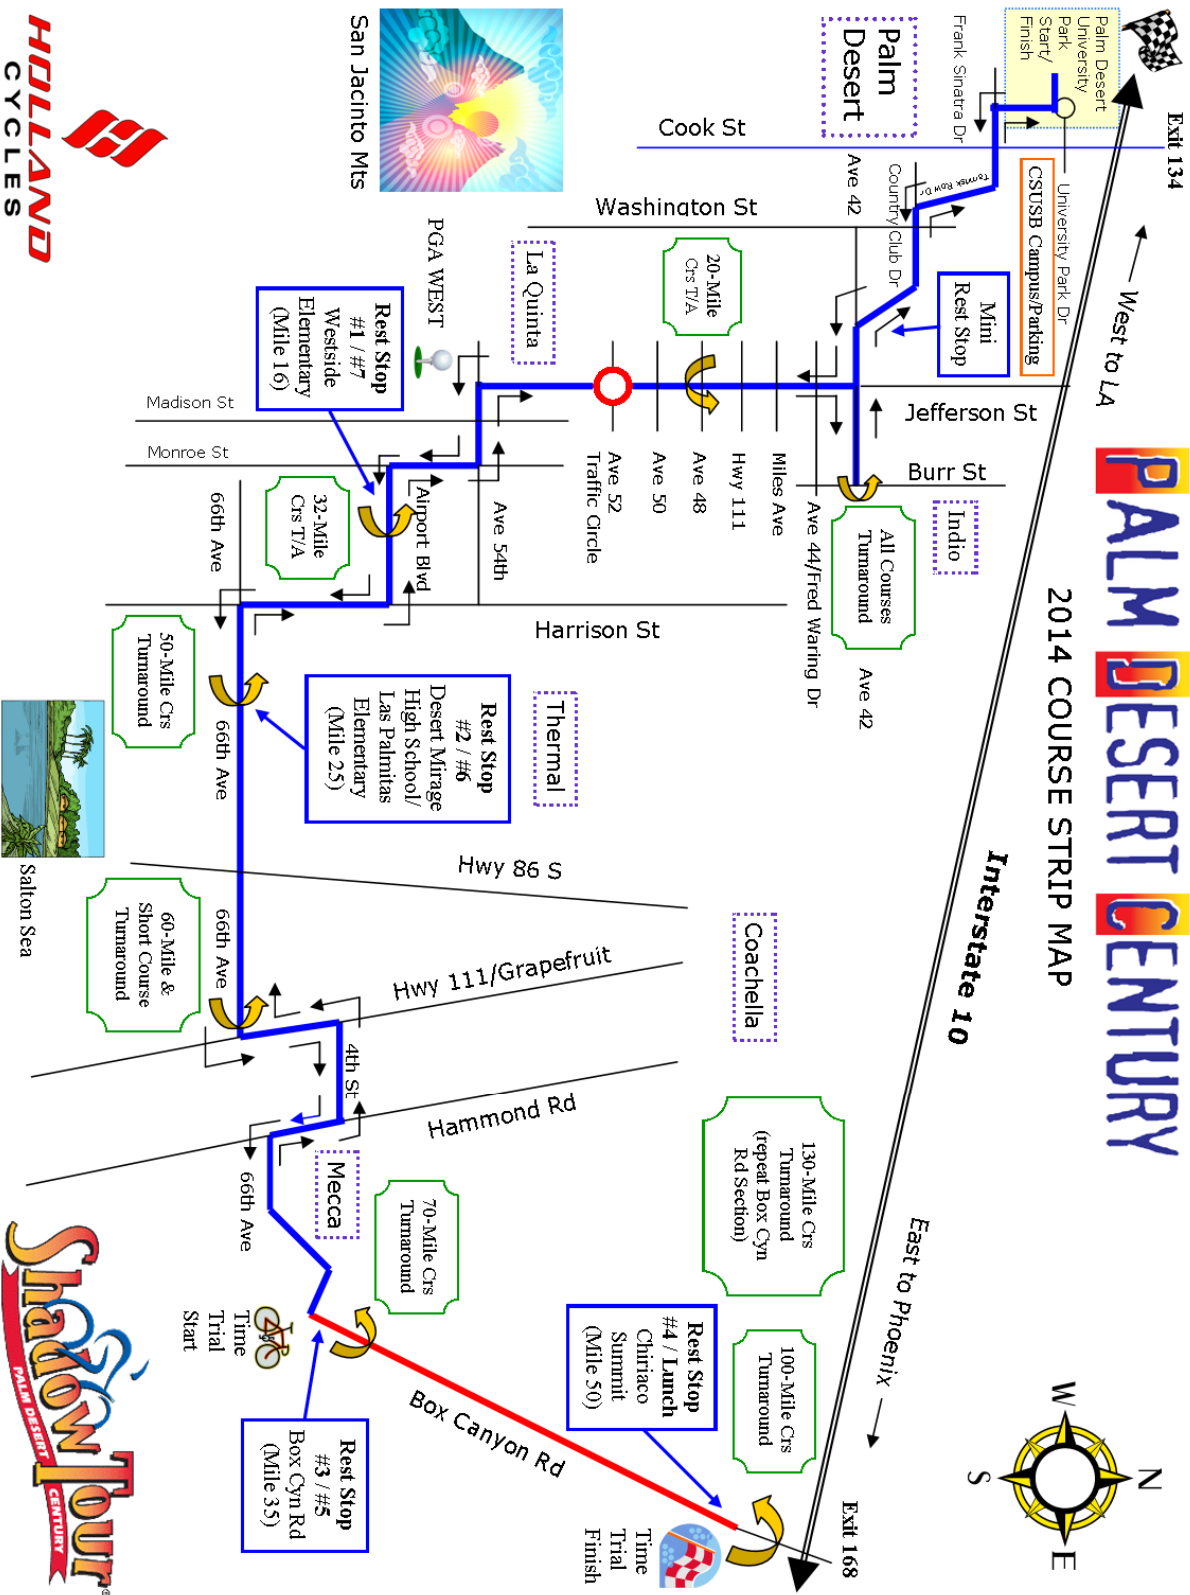 PALM DESERT CENTURY
2014 COURSE STRIP MAP
Exit 134
Palm Desert
University
Park
Start/
Finish
West to LA
Interstate 10
East to Phoenix
Exit 168
N
W
E
S
University Park Dr
CSUSB Campus/Parking
Frank Sinatra Dr
Cook St
Palm
Desert
Country Club Dr
Ave 42
Washington St
Mini
Rest Stop
Jefferson St
Burr St
Indio
All Courses
Turnaround
Ave 42
Ave 44/Fred Waring Dr
Miles Ave
Hwy 111
Ave 48
Ave 50
Ave 52
Traffic Circle
20-Mile
Crs T/A
La Quinta
PGA WEST
San Jacinto Mts
HOLLAND
CYCLES
Rest Stop
#1 / #7
Westside
Elementary
(Mile 16)
Madison St
Monroe St
Ave 54th
Airport Blvd
32-Mile
Crs T/A
66th Ave
Harrison St
50-Mile Crs
Turnaround
Rest Stop
#2 / #6
Desert Mirage
High School/
Las Palmitas
Elementary
(Mile 25)
Thermal
66th Ave
Salton Sea
Hwy 86 S
66th Ave
60-Mile &
Short Course
Turnaround
Coachella
Hwy 111/Grapefruit
4th St
Hammond Rd
66th Ave
Mecca
70-Mile Crs
Turnaround
130-Mile Crs
Turnaround
(repeat Box Cyn
Rd Section)
100-Mile Crs
Turnaround
Rest Stop
#4 / Lunch
Chiriaco
Summit
(Mile 50)
Time
Trial
Start
Box Canyon Rd
Rest Stop
#3 / #5
Box Cyn Rd
(Mile 35)
Time
Trial
Finish
Shadow Tour
PALM DESERT CENTURY